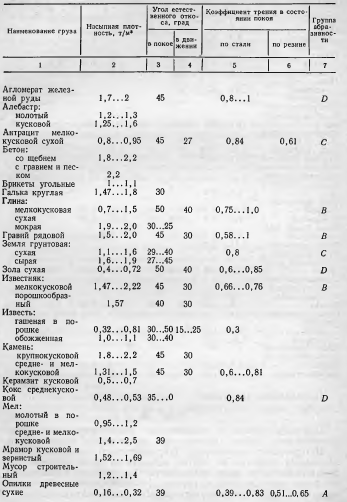 Наименование груза
Насыпная плотность, т/м³
Угол естественного откоса, град
в покое
в движении
Коэффициент трения в состоянии покоя
по стали
по резине
Группа абразивности
1 2 3 4 5 6 7
Агломерат железной руды 1,7...2 45 0,8...1 D
Алебастр:
молотый 1,2...1,3
кусковой 1,25...1,6
Антрацит мелкокусковой сухой 0,8...0,95 45 27 0,84 0,61 C
Бетон:
со щебнем 1,8...2,2
с гравием и песком 2,2
Брикеты угольные 1...1,1
Галька круглая 1,47...1,8 30
Глина:
мелкокусковая сухая 0,7...1,5 50 40 0,75...1,0 B
мокрая 1,9...2,0 30...25
Гравий рядовой 1,5...2,0 45 30 0,58...1 B
Земля грунтовая:
сухая 1,1...1,6 29...40 0,8 C
сырая 1,6...1,9 27...45
Зола сухая 0,4...0,72 50 40 0,6...0,85 D
Известняк:
мелкокусковой 1,47...2,22 45 30 0,66...0,76 B
порошкообразный 1,57 40 30
Известь:
гашеная в порошке 0,32...0,81 30...50 15...25 0,3
обожженная 1,0...1,1 30...40
Камень:
крупнокусковой 1,8...2,2 45 30
средне- и мелкокусковой 1,31...1,5 45 30 0,6...0,81
Керамзит кусковой 0,5...0,7
Кокс среднекусковой 0,48...0,53 35...0 0,84 D
Мел:
молотый в порошке 0,95...1,2
средне- и мелкокусковой 1,4...2,5 39
Мрамор кусковой и зернистый 1,52...1,69
Мусор строительный 1,2...1,4
Опилки древесные сухие 0,16...0,32 39 0,39...0,83 0,51...0,65 A